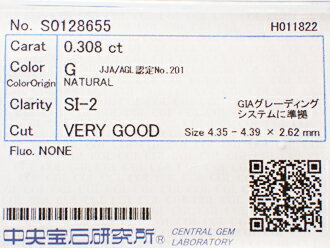 No. S0128655 H011822
Carat 0.308 ct
Color G JJA/AGL認定No.201
ColorOrigin NATURAL
Clarity SI-2 GIAグレーディング
システムに準拠
Cut VERY GOOD Size 4.35 - 4.39 × 2.62 mm
Fluo. NONE
中央宝石研究所® CENTRAL GEM
LABORATORY